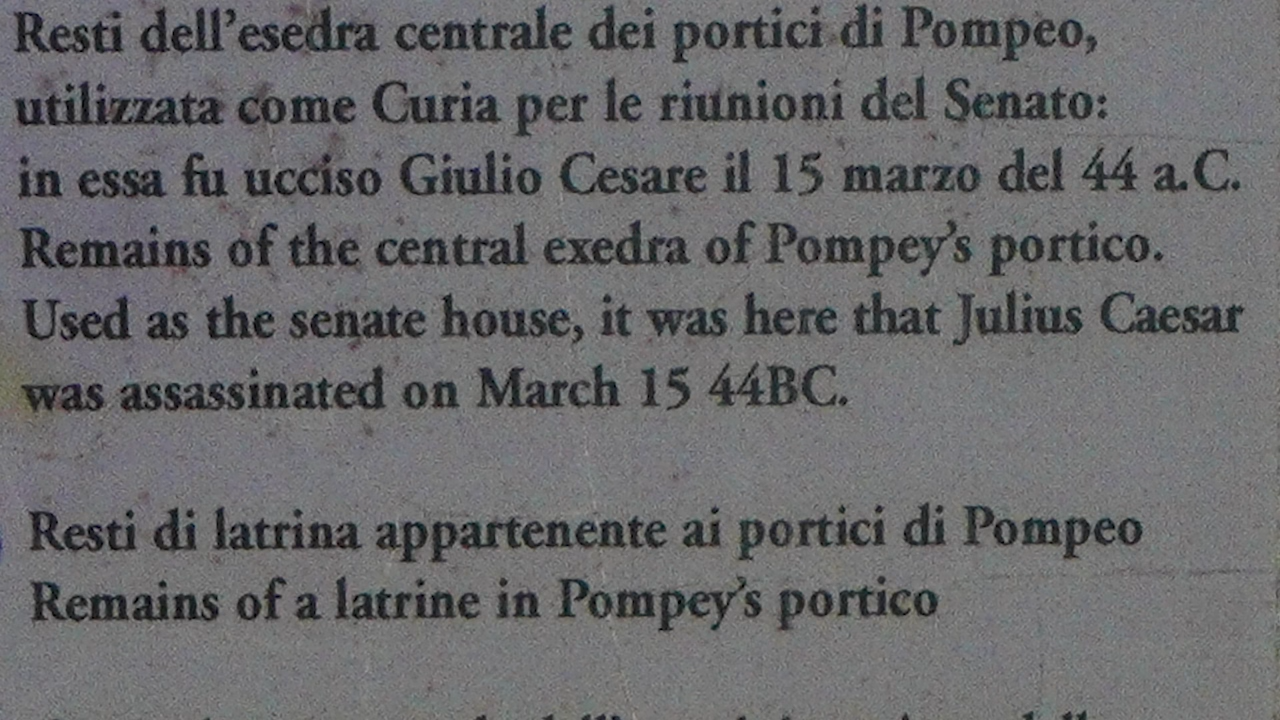 Resti dell'esedra centrale dei portici di Pompeo,
utilizzata come Curia per le riunioni del Senato:
in essa fu ucciso Giulio Cesare il 15 marzo del 44 a.C.
Remains of the central exedra of Pompey's portico.
Used as the senate house, it was here that Julius Caesar
was assassinated on March 15 44BC.
Resti di latrina appartenente ai portici di Pompeo
Remains of a latrine in Pompey's portico